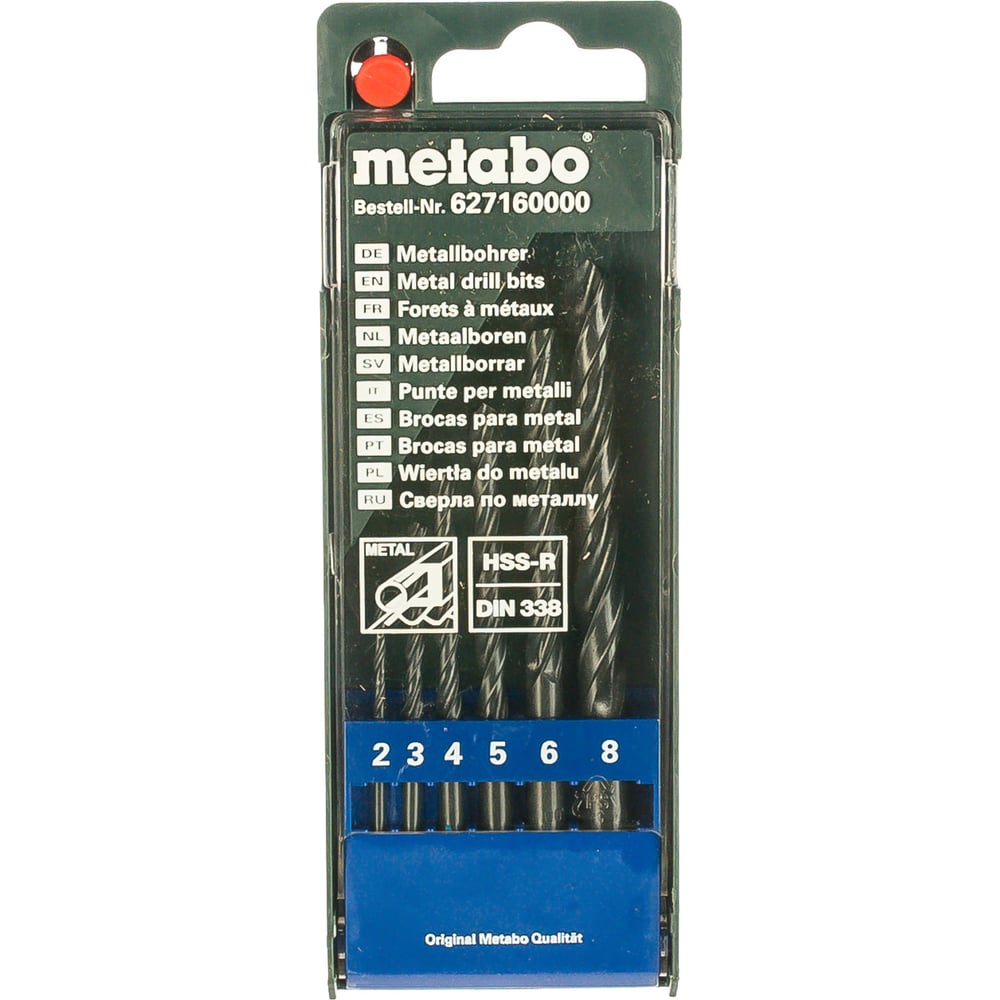 metabo®
Bestell-Nr. 627160000
DE Metallbohrer
EN Metal drill bits
FR Forets à métaux
NL Metaalboren
SV Metallborrar
IT Punte per metalli
ES Brocas para metal
PT Brocas para metal
PL Wiertła do metalu
RU Сверла по металлу
METAL
HSS-R
DIN 338
2 3 4 5 6 8
Original Metabo Qualität